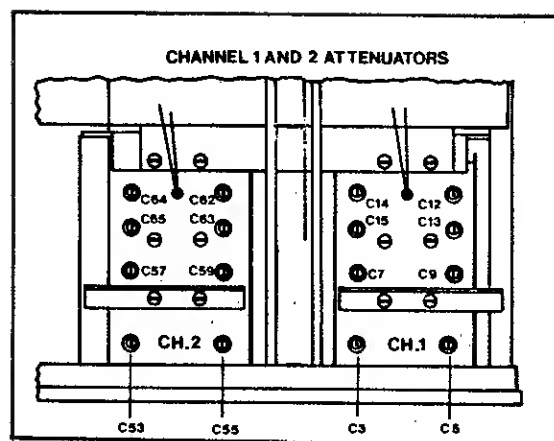 CHANNEL 1 AND 2 ATTENUATORS
C64 C62 C14 C12
C65 C63 C15 C13
C57 C59 C7 C9
CH.2 CH.1
C53 C55 C3 C5